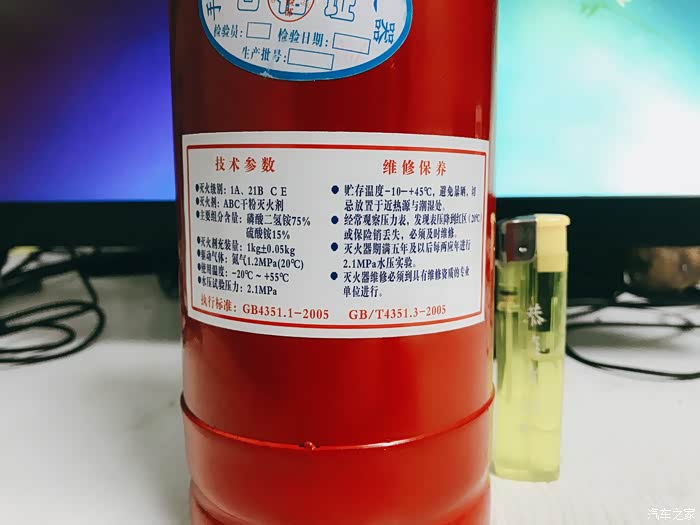 检验员:
检验日期:
生产批号:
技术参数
●灭火级别: 1A、21B C E
●灭火剂: ABC干粉灭火剂
●主要组分含量: 磷酸二氢铵75%
硫酸铵15%
●灭火剂充装量: 1kg±0.05kg
●驱动气体: 氮气1.2MPa(20℃)
●使用温度: -20℃~+55℃
●水压试验压力: 2.1MPa
维修保养
● 贮存温度-10-+45℃, 避免暴晒, 切
忌放置于近热源与潮湿处。
● 经常观察压力表, 发现表压降到红区(20℃)
或保险销丢失, 必须及时维修。
● 灭火器期满五年及以后每两应年进行
2.1MPa水压实验。
● 灭火器维修必须到具有维修资质的专业
单位进行。
执行标准: GB4351.1-2005 GB/T4351.3-2005
汽车之家